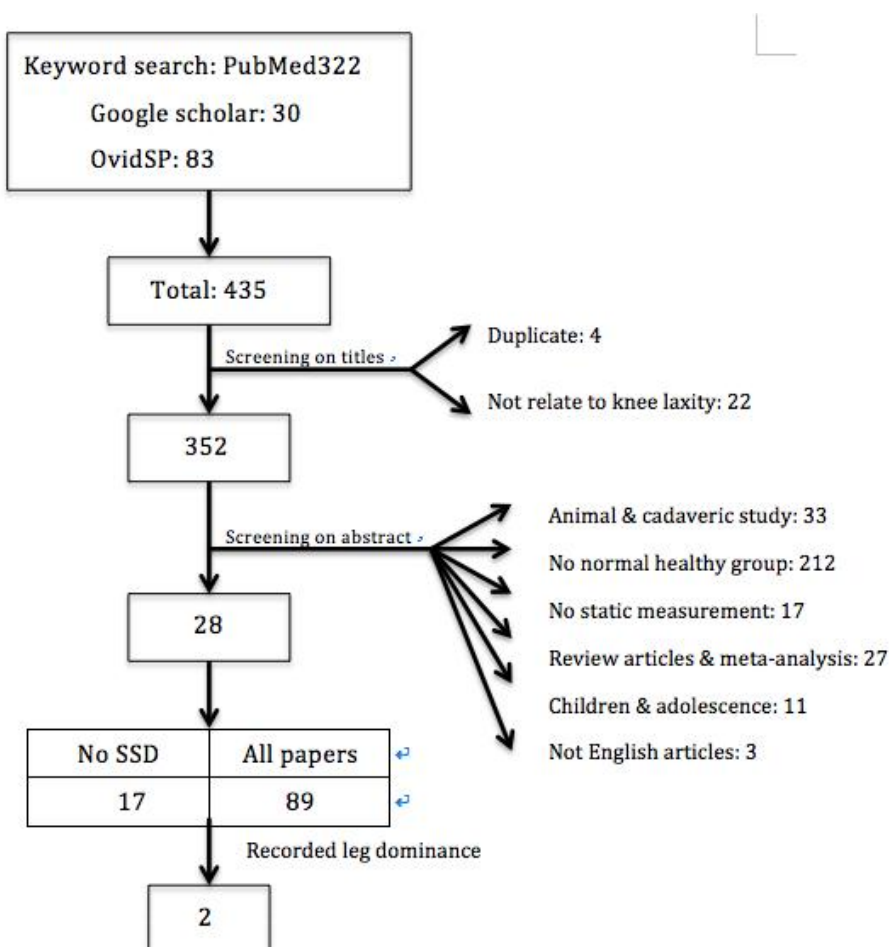 Keyword search: PubMed322
Google scholar: 30
OvidSP: 83
Total: 435
Screening on titles
Duplicate: 4
Not relate to knee laxity: 22
352
Screening on abstract
Animal & cadaveric study: 33
No normal healthy group: 212
No static measurement: 17
Review articles & meta-analysis: 27
Children & adolescence: 11
Not English articles: 3
28
No SSD All papers
17 89
Recorded leg dominance
2